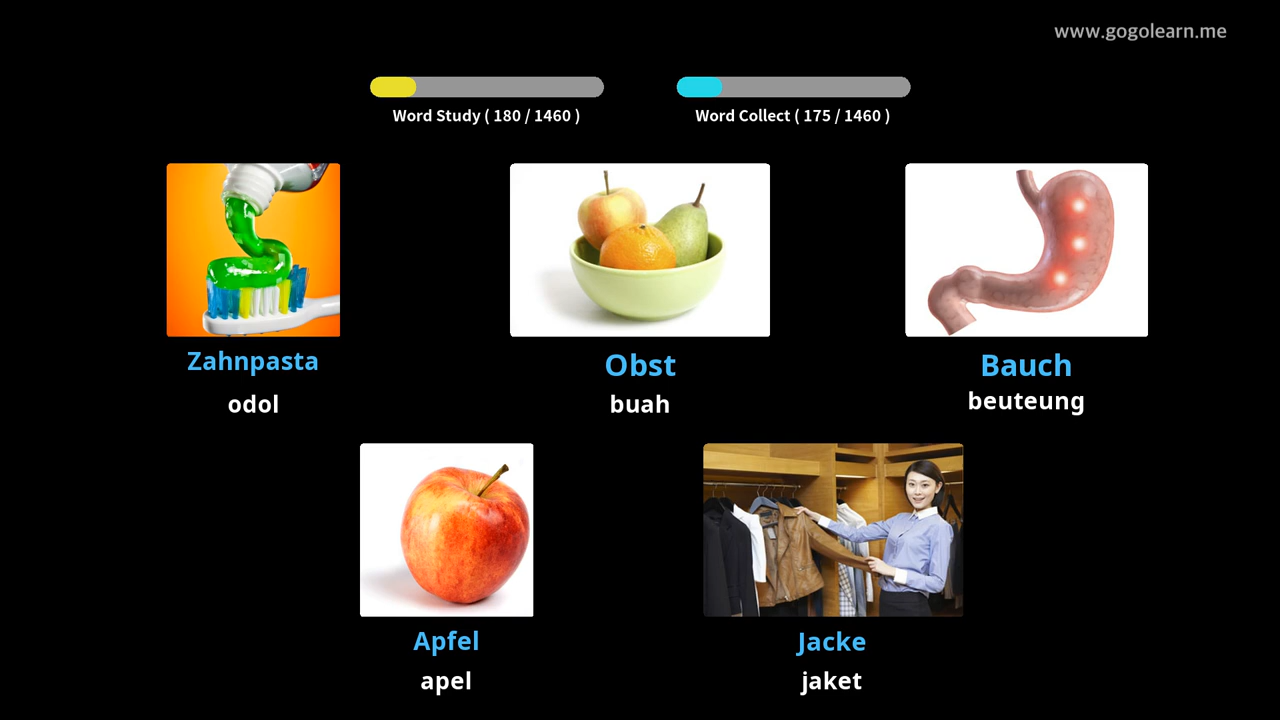 www.gogolearn.me
Word Study ( 180 / 1460 )
Word Collect ( 175 / 1460 )
Zahnpasta
odol
Obst
buah
Bauch
beuteung
Apfel
apel
Jacke
jaket